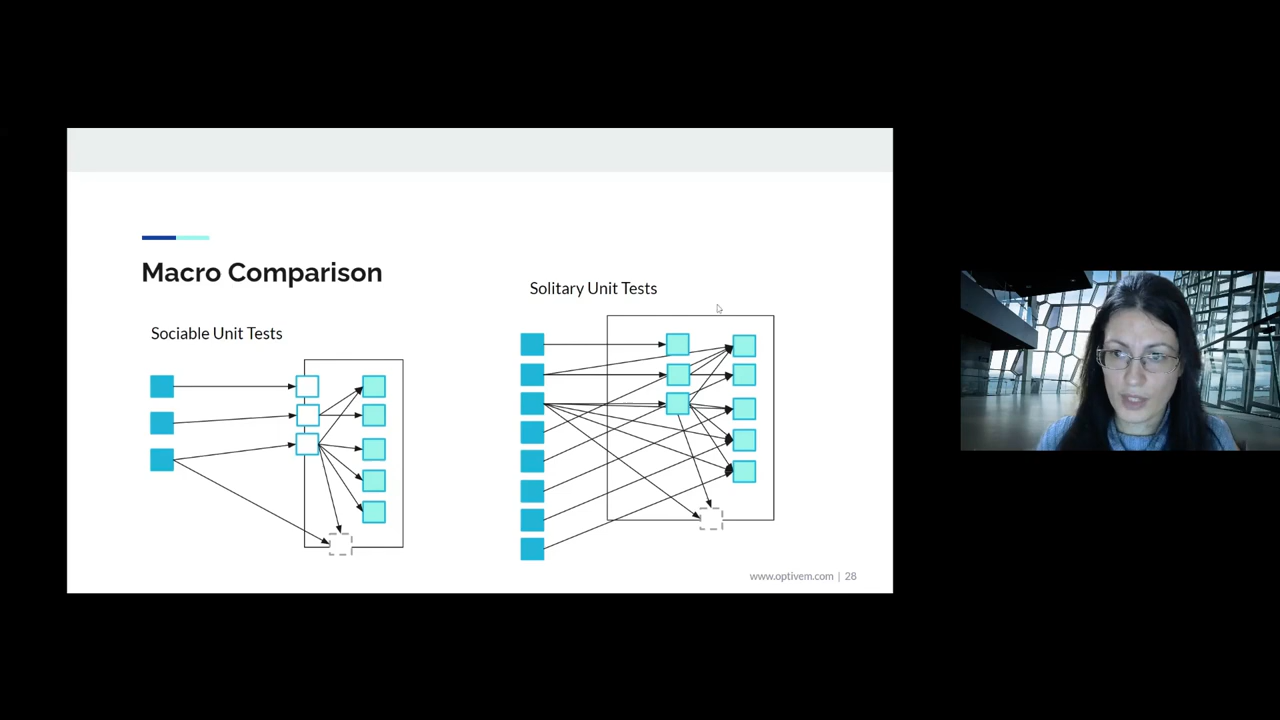 Macro Comparison
Sociable Unit Tests
Solitary Unit Tests
www.optivem.com | 28